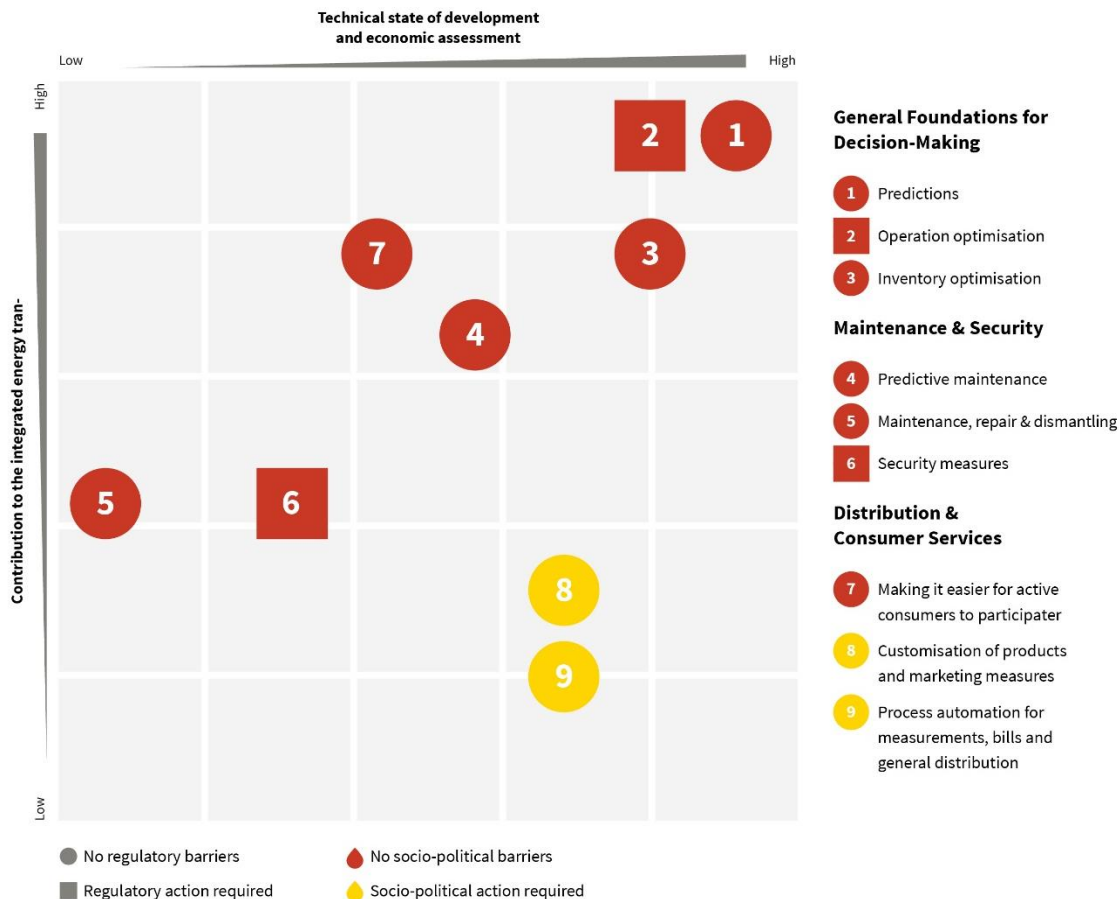 Technical state of development
and economic assessment
Low
High
High
Contribution to the integrated energy tran-
Low
2
1
7
3
4
5
6
8
9
General Foundations for
Decision-Making
1 Predictions
2 Operation optimisation
3 Inventory optimisation
Maintenance & Security
4 Predictive maintenance
5 Maintenance, repair & dismantling
6 Security measures
Distribution &
Consumer Services
7 Making it easier for active
consumers to participater
8 Customisation of products
and marketing measures
9 Process automation for
measurements, bills and
general distribution
No regulatory barriers
No socio-political barriers
Regulatory action required
Socio-political action required